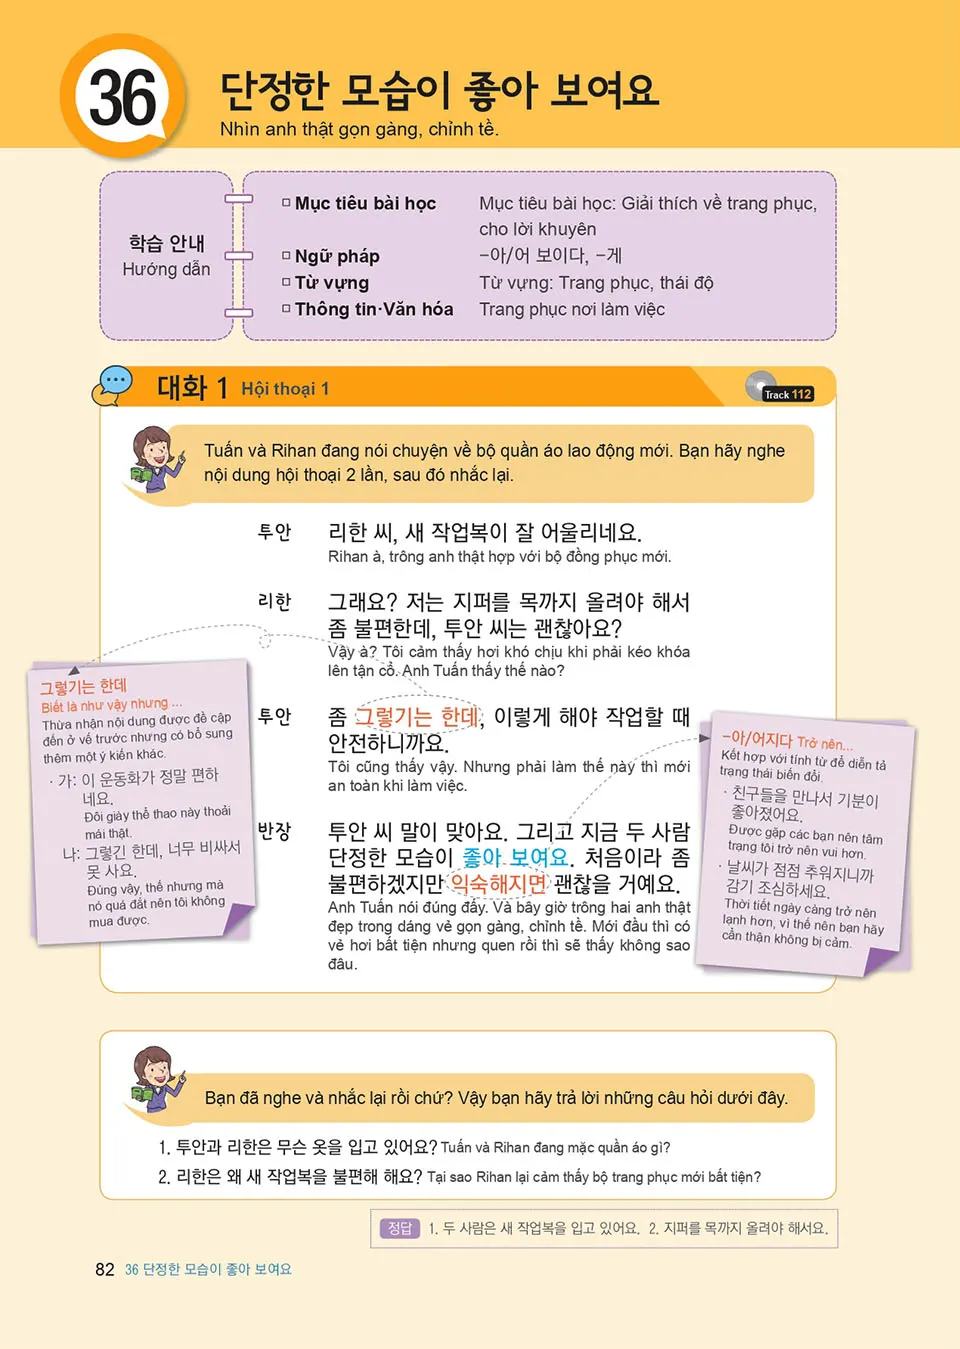 36
단정한 모습이 좋아 보여요
Nhìn anh thật gọn gàng, chỉnh tề.
학습 안내
Hướng dẫn
□ Mục tiêu bài học Mục tiêu bài học: Giải thích về trang phục,
cho lời khuyên
□ Ngữ pháp –아/어 보이다, –게
□ Từ vựng Từ vựng: Trang phục, thái độ
□ Thông tin·Văn hóa Trang phục nơi làm việc
대화 1 Hội thoại 1
Track 112
Tuấn và Rihan đang nói chuyện về bộ quần áo lao động mới. Bạn hãy nghe
nội dung hội thoại 2 lần, sau đó nhắc lại.
투안 리한 씨, 새 작업복이 잘 어울리네요.
Rihan à, trông anh thật hợp với bộ đồng phục mới.
리한 그래요? 저는 지퍼를 목까지 올려야 해서
좀 불편한데, 투안 씨는 괜찮아요?
Vậy à? Tôi cảm thấy hơi khó chịu khi phải kéo khóa
lên tận cổ. Anh Tuấn thấy thế nào?
투안 좀 그렇기는 한데, 이렇게 해야 작업할 때
안전하니까요.
Tôi cũng thấy vậy. Nhưng phải làm thế này thì mới
an toàn khi làm việc.
반장 투안 씨 말이 맞아요. 그리고 지금 두 사람
단정한 모습이 좋아 보여요. 처음이라 좀
불편하겠지만 익숙해지면 괜찮을 거예요.
Anh Tuấn nói đúng đấy. Và bây giờ trông hai anh thật
đẹp trong dáng vẻ gọn gàng, chỉnh tề. Mới đầu thì có
vẻ hơi bất tiện nhưng quen rồi thì sẽ thấy không sao
đâu.
그렇기는 한데
Biết là như vậy nhưng ...
Thừa nhận nội dung được đề cập
đến ở vế trước nhưng có bổ sung
thêm một ý kiến khác.
· 가: 이 운동화가 정말 편하
네요.
Đôi giày thể thao này thoải
mái thật.
나: 그렇긴 한데, 너무 비싸서
못 사요.
Đúng vậy, thế nhưng mà
nó quá đắt nên tôi không
mua được.
–아/어지다 Trở nên...
Kết hợp với tính từ để diễn tả
trạng thái biến đổi.
· 친구들을 만나서 기분이
좋아졌어요.
Được gặp các bạn nên tâm
trạng tôi trở nên vui hơn.
· 날씨가 점점 추워지니까
감기 조심하세요.
Thời tiết ngày càng trở nên
lạnh hơn, vì thế nên bạn hãy
cẩn thận không bị cảm.
Bạn đã nghe và nhắc lại rồi chứ? Vậy bạn hãy trả lời những câu hỏi dưới đây.
1. 투안과 리한은 무슨 옷을 입고 있어요? Tuấn và Rihan đang mặc quần áo gì?
2. 리한은 왜 새 작업복을 불편해 해요? Tại sao Rihan lại cảm thấy bộ trang phục mới bất tiện?
정답 1. 두 사람은 새 작업복을 입고 있어요. 2. 지퍼를 목까지 올려야 해서요.
82 36 단정한 모습이 좋아 보여요